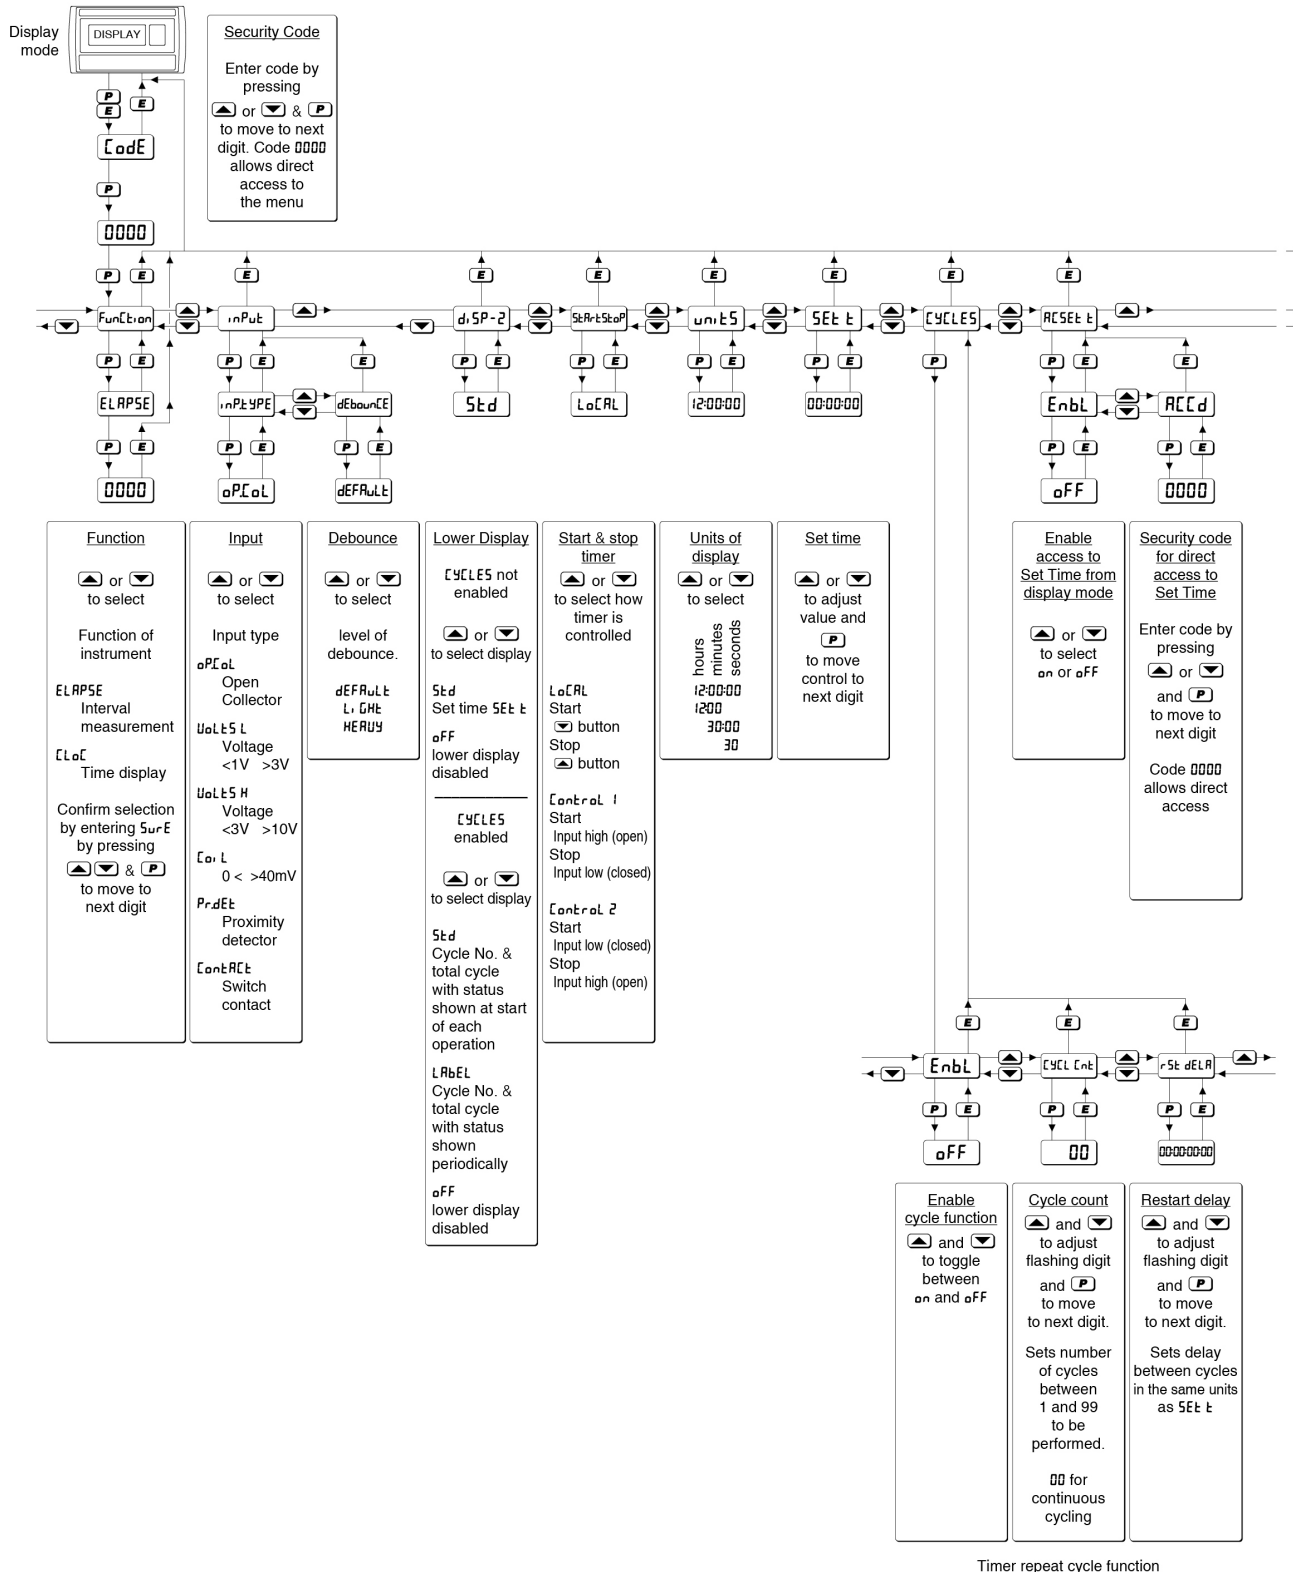 Display
mode
DISPLAY
Security Code
Enter code by
pressing
or & P
to move to next
digit. Code 0000
allows direct
access to
the menu
P
E
E
CodE
P
0000
P E E E E E E E E
FunCtion inPut diSP-2 StArtStoP unitS SEt t CYCLES ACSEt t
P E P E E P E P E P E P E P P E E
ELAPSE inP.tYPE dEbounCE Std LoCAL 12:00:00 00:00:00 EnbL ACCd
P E P E P E P E P E
0000 oP.CoL dEFAuLt oFF 0000
Function
or
to select
Function of
instrument
ELAPSE
Interval
measurement
CLoC
Time display
Confirm selection
by entering SurE
by pressing
& P
to move to
next digit
Input
or
to select
Input type
oP.CoL
Open
Collector
VoLtS L
Voltage
<1V >3V
VoLtS H
Voltage
<3V >10V
Coi L
0 < >40mV
Pr.dEt
Proximity
detector
ContACt
Switch
contact
Debounce
or
to select
level of
debounce.
dEFAuLt
Li GHt
HEAVY
Lower Display
CYCLES not
enabled
or
to select display
Std
Set time SEt t
oFF
lower display
disabled
CYCLES
enabled
or
to select display
Std
Cycle No. &
total cycle
with status
shown at start
of each
operation
LAbEL
Cycle No. &
total cycle
with status
shown
periodically
oFF
lower display
disabled
Start & stop
timer
or
to select how
timer is
controlled
LoCAL
Start
button
Stop
button
ControL 1
Start
Input high (open)
Stop
Input low (closed)
ControL 2
Start
Input low (closed)
Stop
Input high (open)
Units of
display
or
to select
hours
minutes
seconds
12:00:00
12:00
30:00
30
Set time
or
to adjust
value and
P
to move
control to
next digit
Enable
access to
Set Time from
display mode
or
to select
on or oFF
Security code
for direct
access to
Set Time
Enter code by
pressing
or
and P
to move to
next digit
Code 0000
allows direct
access
E E E
EnbL CYCL Cnt rSt dELA
P E P E P E
oFF 00 00:00:00:00
Enable
cycle function
and
to toggle
between
on and oFF
Cycle count
and
to adjust
flashing digit
and P
to move
to next digit.
Sets number
of cycles
between
1 and 99
to be
performed.
00 for
continuous
cycling
Restart delay
and
to adjust
flashing digit
and P
to move
to next digit.
Sets delay
between cycles
in the same units
as SEt t
Timer repeat cycle function